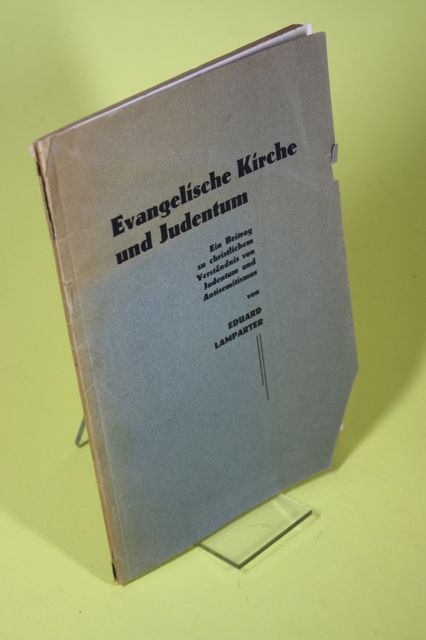 Evangelische Kirche
und Judentum
Ein Beitrag
zu christlichem
Verständnis von
Judentum und
Antisemitismus
von
EDUARD
LAMPARTER